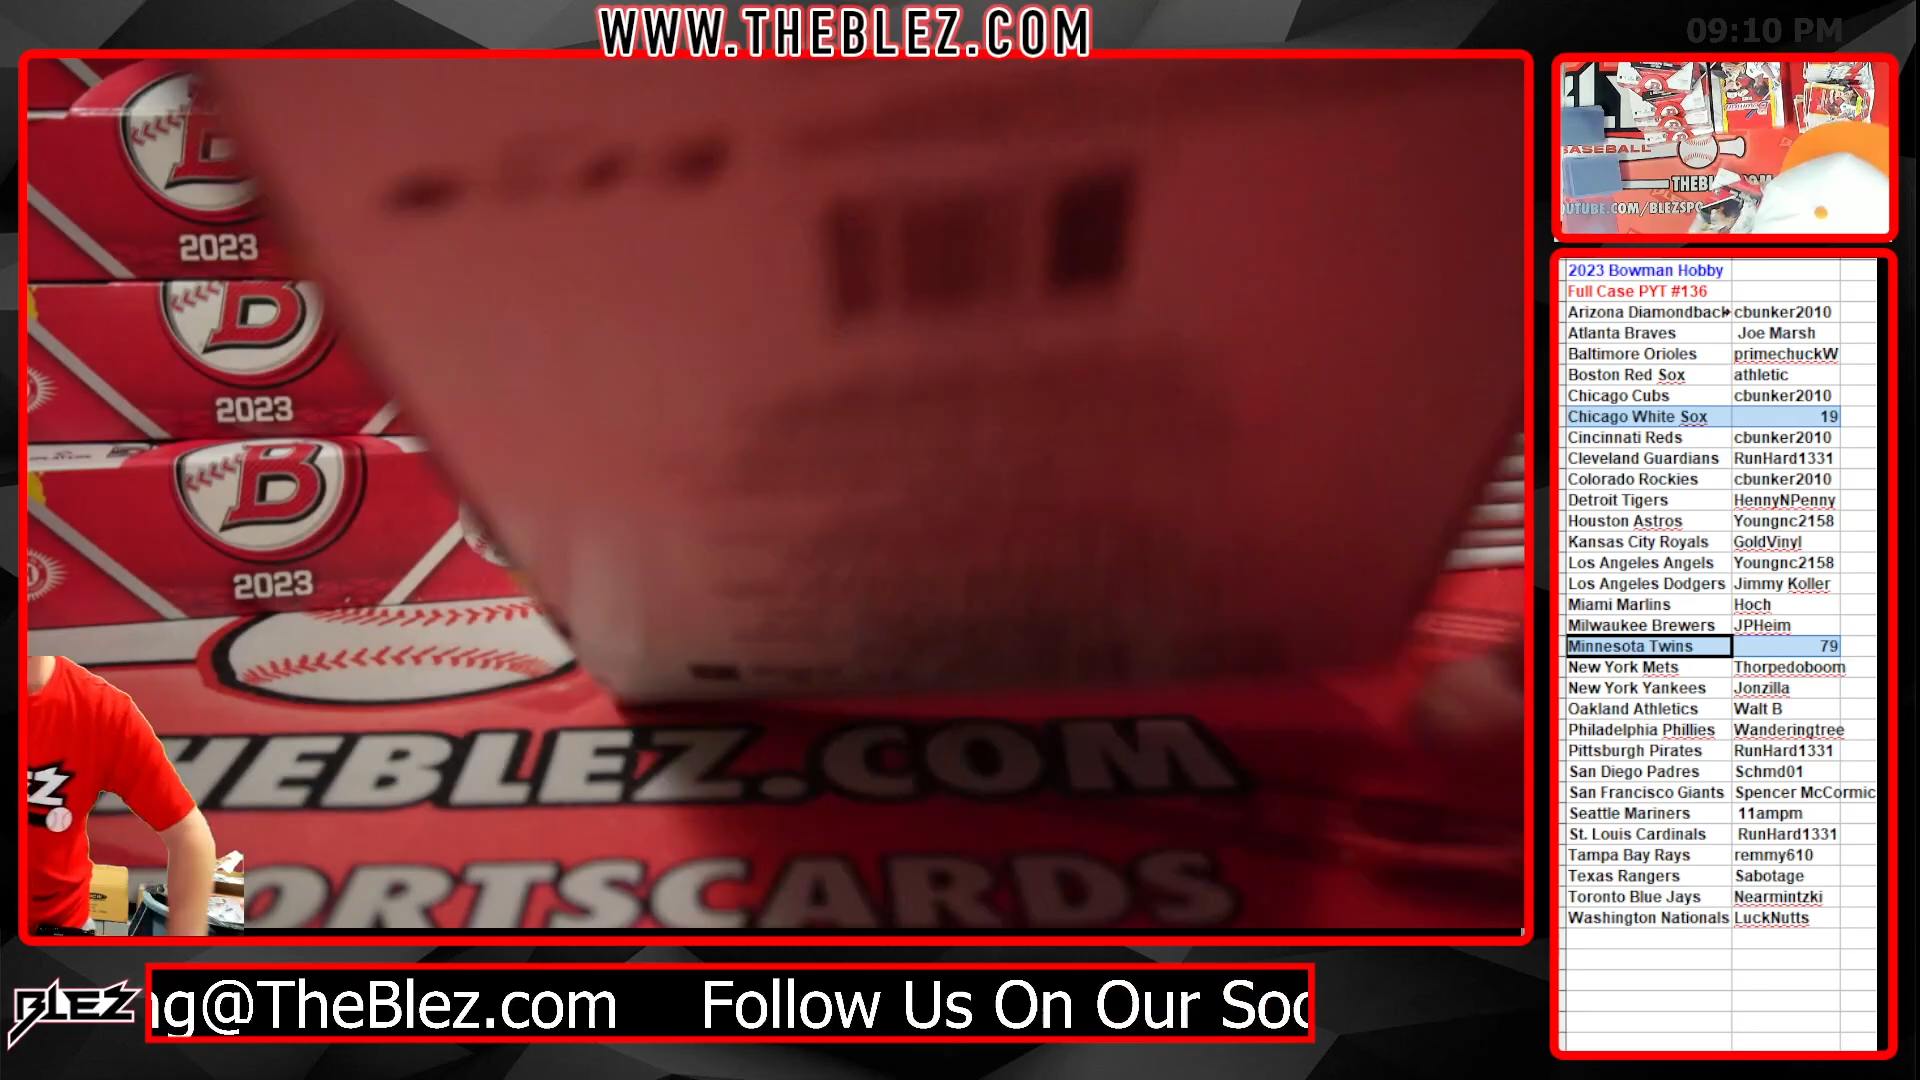 WWW.THEBLEZ.COM
09:10 PM
2023
2023
2023
B
THEBLEZ.COM
ORTSCARDS
BASEBALL
UTUBE.COM/BLEZSPO
2023 Bowman Hobby
Full Case PYT #136
Arizona Diamondback cbunker2010
Atlanta Braves Joe Marsh
Baltimore Orioles primechuckW
Boston Red Sox athletic
Chicago Cubs cbunker2010
Chicago White Sox 19
Cincinnati Reds cbunker2010
Cleveland Guardians RunHard1331
Colorado Rockies cbunker2010
Detroit Tigers HennyNPenny
Houston Astros Youngnc2158
Kansas City Royals GoldVinyl
Los Angeles Angels Youngnc2158
Los Angeles Dodgers Jimmy Koller
Miami Marlins Hoch
Milwaukee Brewers JPHeim
Minnesota Twins 79
New York Mets Thorpedoboom
New York Yankees Jonzilla
Oakland Athletics Walt B
Philadelphia Phillies Wanderingtree
Pittsburgh Pirates RunHard1331
San Diego Padres Schmd01
San Francisco Giants Spencer McCormic
Seattle Mariners 11ampm
St. Louis Cardinals RunHard1331
Tampa Bay Rays remmy610
Texas Rangers Sabotage
Toronto Blue Jays Nearmintzki
Washington Nationals LuckNutts
BLEZ
ng@TheBlez.com Follow Us On Our Soc